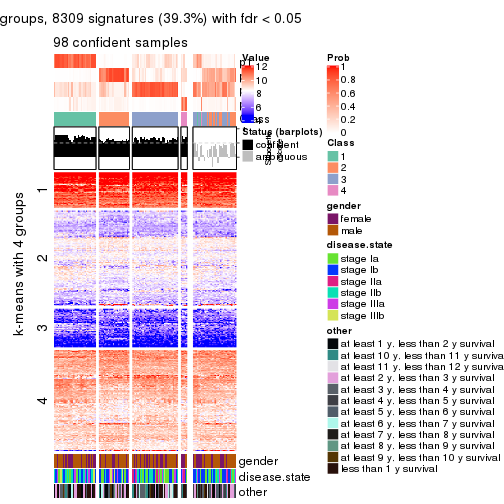 groups, 8309 signatures (39.3%) with fdr < 0.05
98 confident samples
Value
12
10
8
6
Prob
1
0.8
0.6
0.4
0.2
0
Class
Status (barplots)
confident
ambiguous
Class
1
2
3
4
gender
female
male
disease.state
stage Ia
stage Ib
stage IIa
stage IIb
stage IIIa
stage IIIb
other
at least 1 y. less than 2 y survival
at least 10 y. less than 11 y survival
at least 11 y. less than 12 y survival
at least 2 y. less than 3 y survival
at least 3 y. less than 4 y survival
at least 4 y. less than 5 y survival
at least 5 y. less than 6 y survival
at least 6 y. less than 7 y survival
at least 7 y. less than 8 y survival
at least 8 y. less than 9 y survival
at least 9 y. less than 10 y survival
less than 1 y survival
k-means with 4 groups
1
2
3
4
gender
disease.state
other